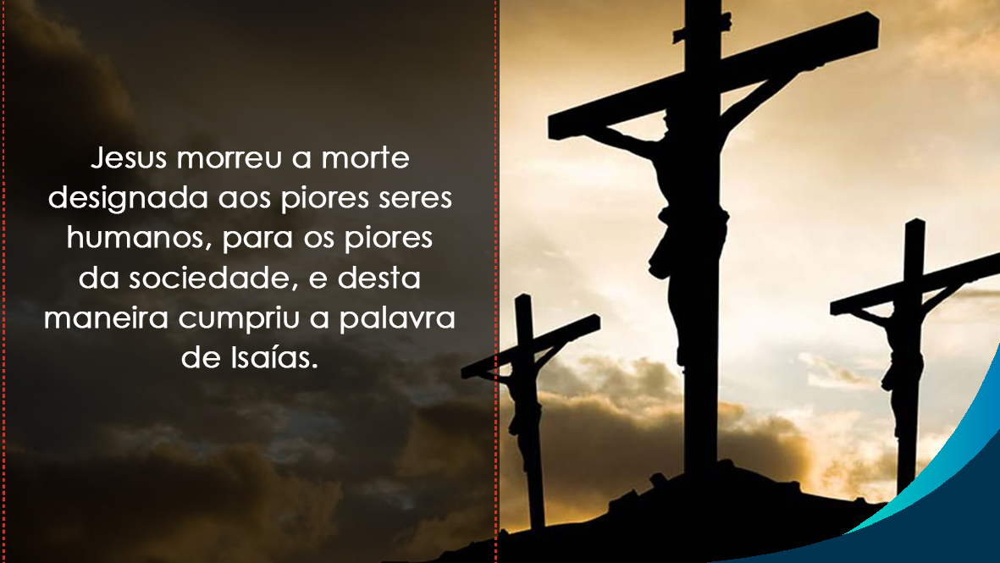 Jesus morreu a morte
designada aos piores seres
humanos, para os piores
da sociedade, e desta
maneira cumpriu a palavra
de Isaías.